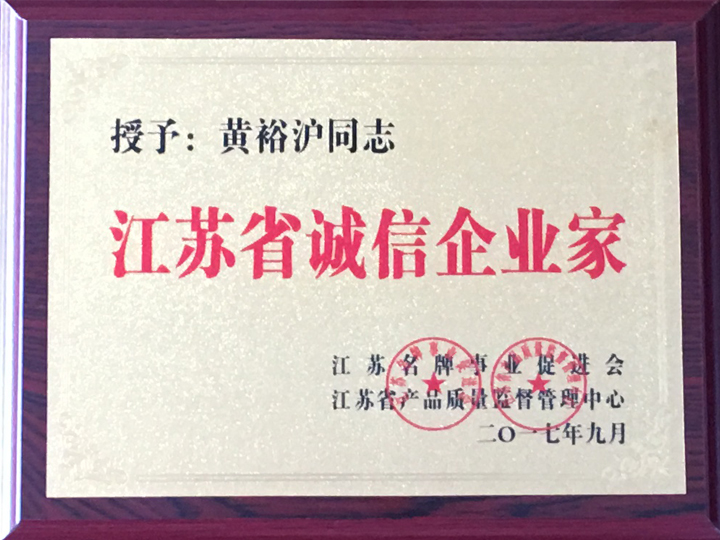 授予：黄裕沪同志
江苏省诚信企业家
江苏名牌事业促进会
江苏省产品质量监督管理中心
二〇一七年九月